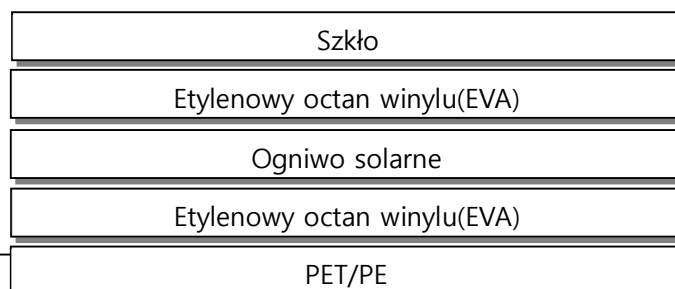 Szkło
Etylenowy octan winylu(EVA)
Ogniwo solarne
Etylenowy octan winylu(EVA)
PET/PE